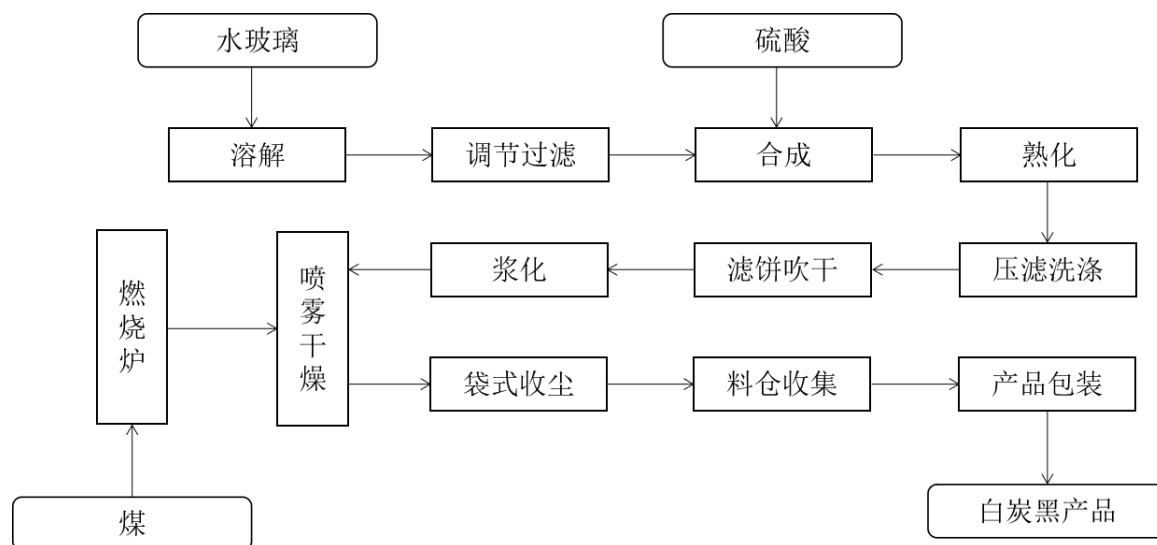 水玻璃
硫酸
溶解
调节过滤
合成
熟化
压滤洗涤
滤饼吹干
浆化
喷雾干燥
燃烧炉
煤
袋式收尘
料仓收集
产品包装
白炭黑产品